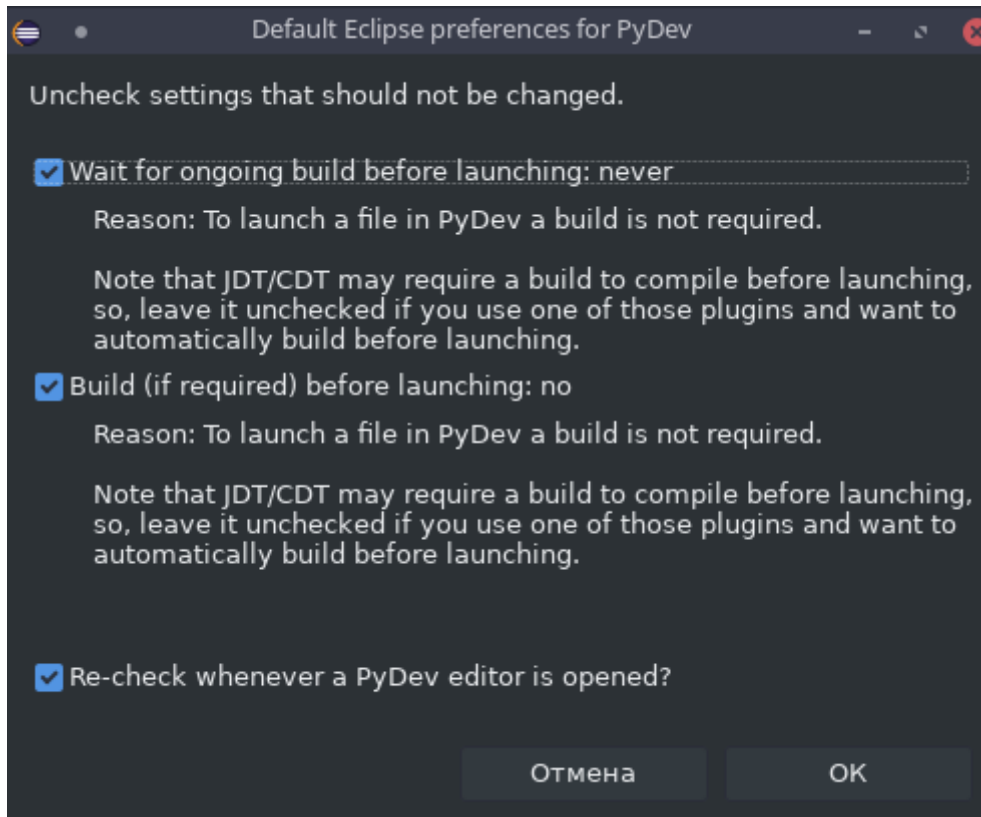 Default Eclipse preferences for PyDev
Uncheck settings that should not be changed.
Wait for ongoing build before launching: never
Reason: To launch a file in PyDev a build is not required.
Note that JDT/CDT may require a build to compile before launching,
so, leave it unchecked if you use one of those plugins and want to
automatically build before launching.
Build (if required) before launching: no
Reason: To launch a file in PyDev a build is not required.
Note that JDT/CDT may require a build to compile before launching,
so, leave it unchecked if you use one of those plugins and want to
automatically build before launching.
Re-check whenever a PyDev editor is opened?
Отмена
ОК